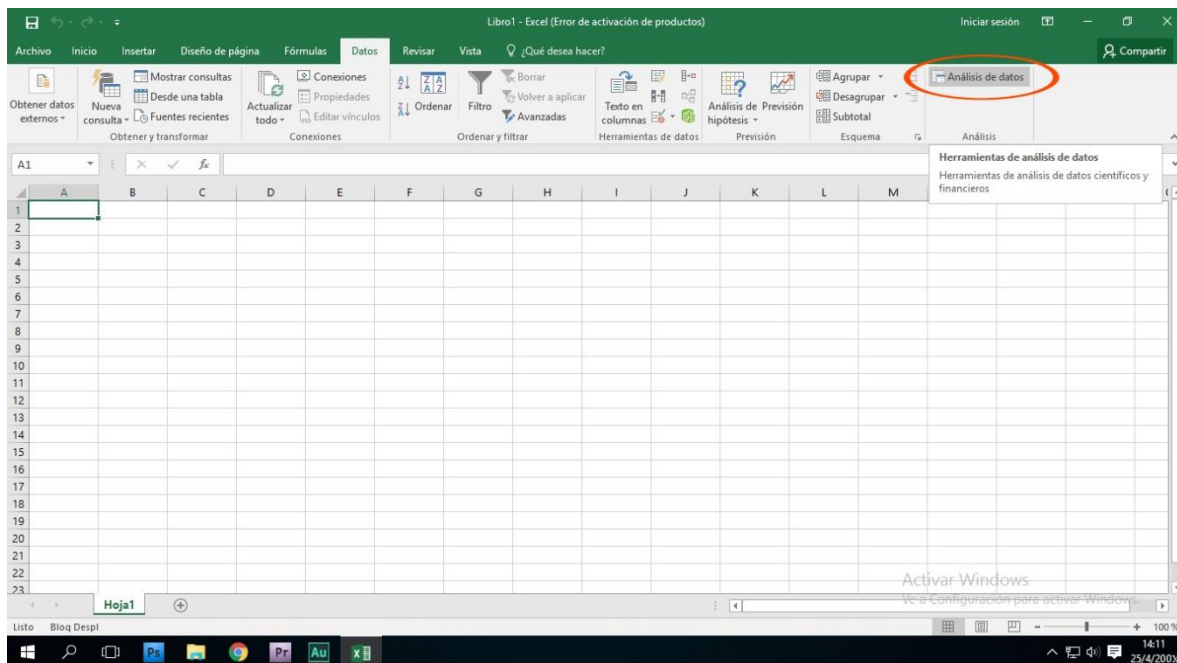 Libro1 - Excel (Error de activación de productos)
Iniciar sesión
Archivo Inicio Insertar Diseño de página Fórmulas Datos Revisar Vista ¿Qué desea hacer? Compartir
Obtener datos externos
Nueva consulta
Mostrar consultas
Desde una tabla
Fuentes recientes
Obtener y transformar
Actualizar todo
Conexiones
Propiedades
Editar vínculos
Conexiones
Ordenar
Filtro
Borrar
Volver a aplicar
Avanzadas
Ordenar y filtrar
Texto en columnas
Herramientas de datos
Análisis de hipótesis
Previsión
Previsión
Agrupar
Desagrupar
Subtotal
Esquema
Análisis de datos
Análisis
Herramientas de análisis de datos
Herramientas de análisis de datos científicos y
financieros
A1
fx
A B C D E F G H I J K L M
1
2
3
4
5
6
7
8
9
10
11
12
13
14
15
16
17
18
19
20
21
22
23
Activar Windows
Ve a Configuración para activar Windows.
Hoja1
Listo Bloq Despl
100 %
Ps Pr Au
14:11